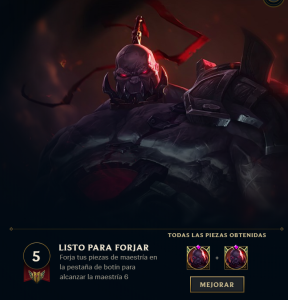 TODAS LAS PIEZAS OBTENIDAS
5
LISTO PARA FORJAR
Forja tus piezas de maestría en
la pestaña de botín para
alcanzar la maestría 6
+
MEJORAR